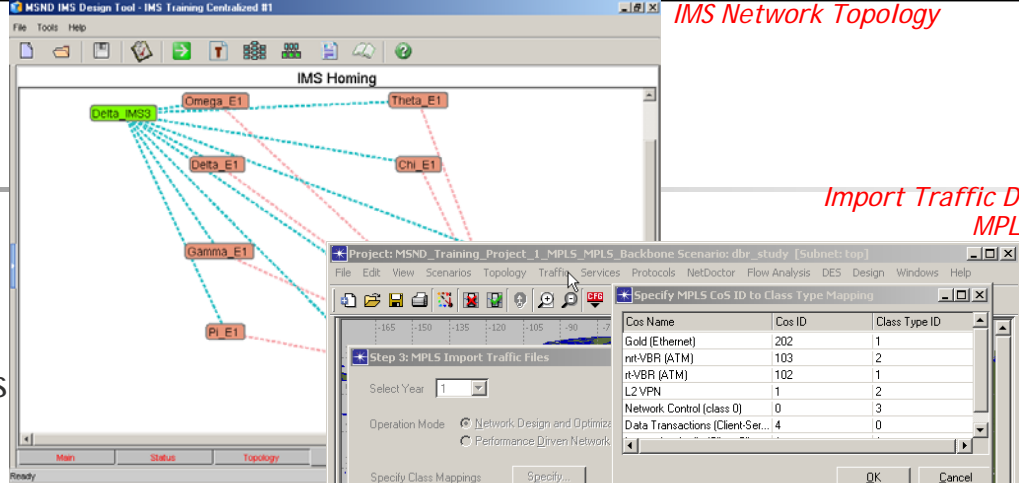 MSND IMS Design Tool - IMS Training Centralized #1
IMS Network Topology
File Tools Help
IMS Homing
Omega_E1
Theta_E1
Delta_IMS3
Delta_E1
Chi_E1
Import Traffic D
MPL
Gamma_E1
Project: MSND_Training_Project_1_MPLS_MPLS_Backbone Scenario: dbr_study [Subnet: top]
File Edit View Scenarios Topology Traffic Services Protocols NetDoctor Flow Analysis DES Design Windows Help
CFG
Specify MPLS CoS ID to Class Type Mapping
-165 -150 -135 -120 -105 -90 -7
Cos Name Cos ID Class Type ID
Gold (Ethernet) 202 1
nrt-VBR (ATM) 103 2
rt-VBR (ATM) 102 1
L2 VPN 1 2
Network Control (class 0) 0 3
Data Transactions (Client-Ser... 4 0
Pi_E1
Step 3: MPLS Import Traffic Files
Select Year 1
S
Operation Mode Network Design and Optimiza
Performance Dirven Network
Specify Class Mappings Specify...
OK Cancel
Main Status Topology
Ready